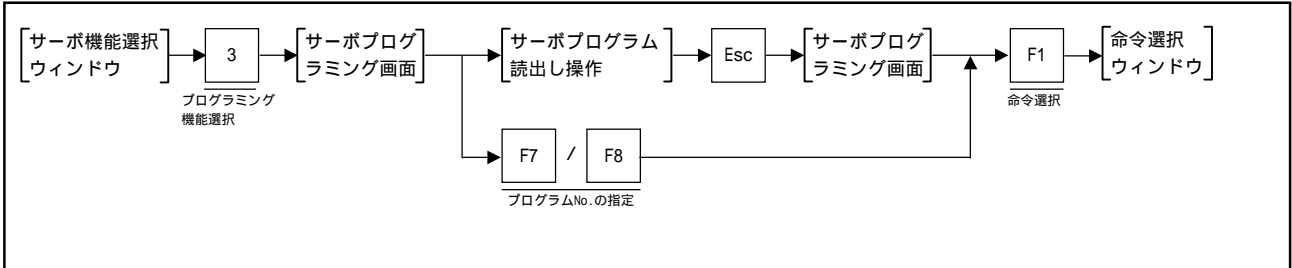 サーボ機能選択
ウィンドウ
3
プログラミング
機能選択
サーボプログ
ラミング画面
サーボプログラム
読出し操作
Esc
サーボプログ
ラミング画面
F1
命令選択
命令選択
ウィンドウ
F7 / F8
プログラムNo.の指定